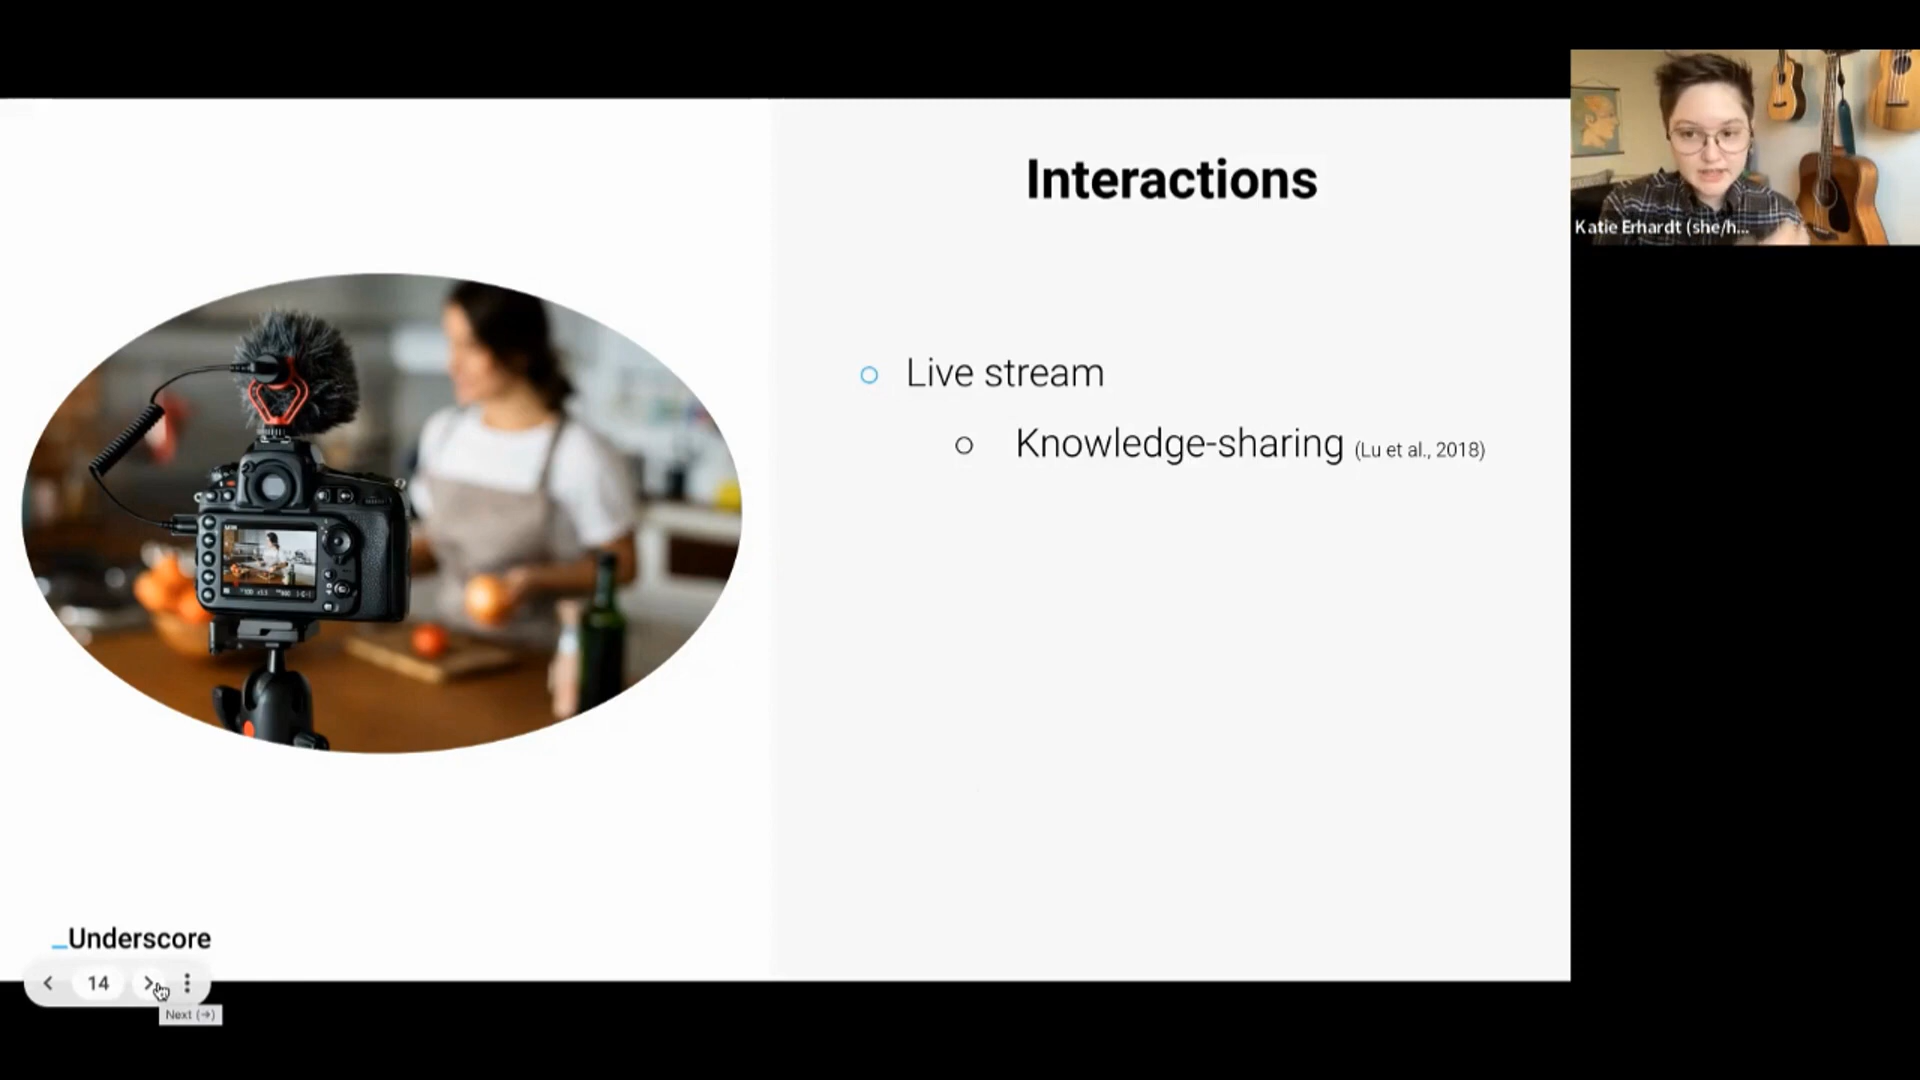 Interactions
Live stream
Knowledge-sharing (Lu et al., 2018)
Katie Erhardt (she/h...
_Underscore
14
Next (→)